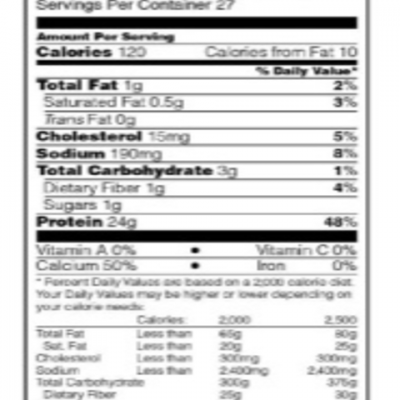 Servings Per Container 27
Amount Per Serving
Calories 120 Calories from Fat 10
% Daily Value*
Total Fat 1g 2%
Saturated Fat 0.5g 3%
Trans Fat 0g
Cholesterol 15mg 5%
Sodium 190mg 8%
Total Carbohydrate 3g 1%
Dietary Fiber 1g 4%
Sugars 1g
Protein 24g 48%
Vitamin A 0% • Vitamin C 0%
Calcium 50% • Iron 0%
* Percent Daily Values are based on a 2,000 calorie diet.
Your Daily Values may be higher or lower depending on
your calorie needs:
Calories: 2,000 2,500
Total Fat Less than 65g 80g
Sat. Fat Less than 20g 25g
Cholesterol Less than 300mg 300mg
Sodium Less than 2,400mg 2,400mg
Total Carbohydrate 300g 375g
Dietary Fiber 25g 30g